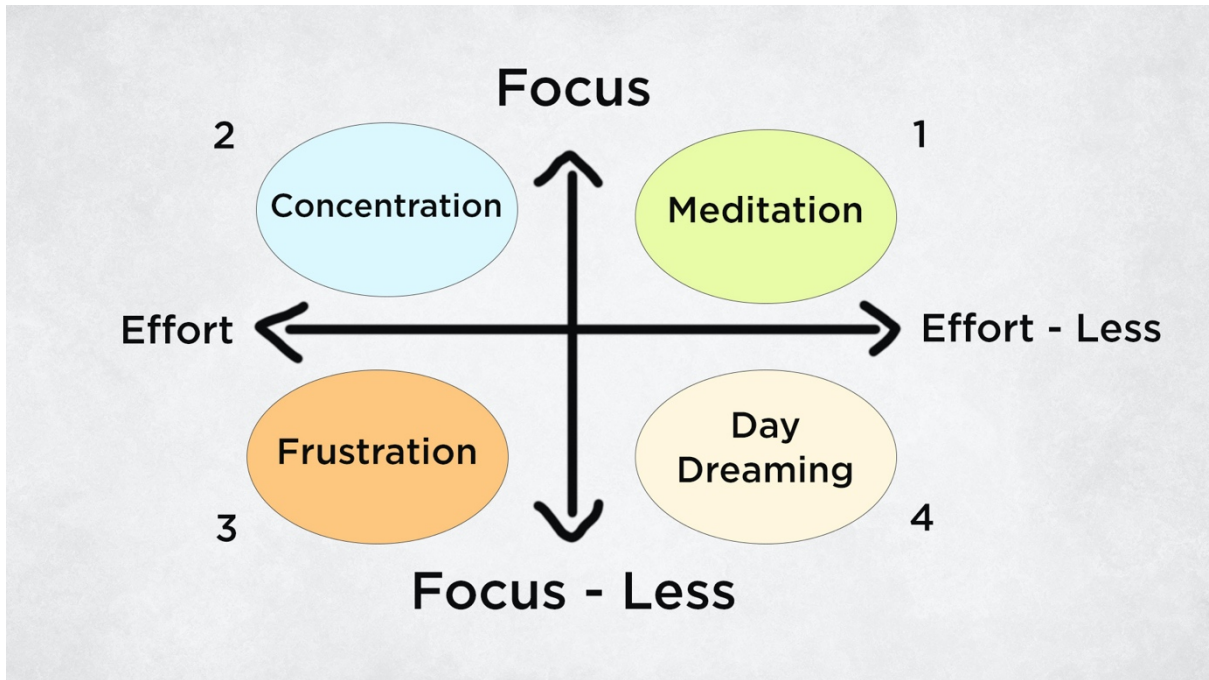 Focus
2
1
Concentration
Meditation
Effort
Effort - Less
Frustration
Day
Dreaming
3
4
Focus - Less